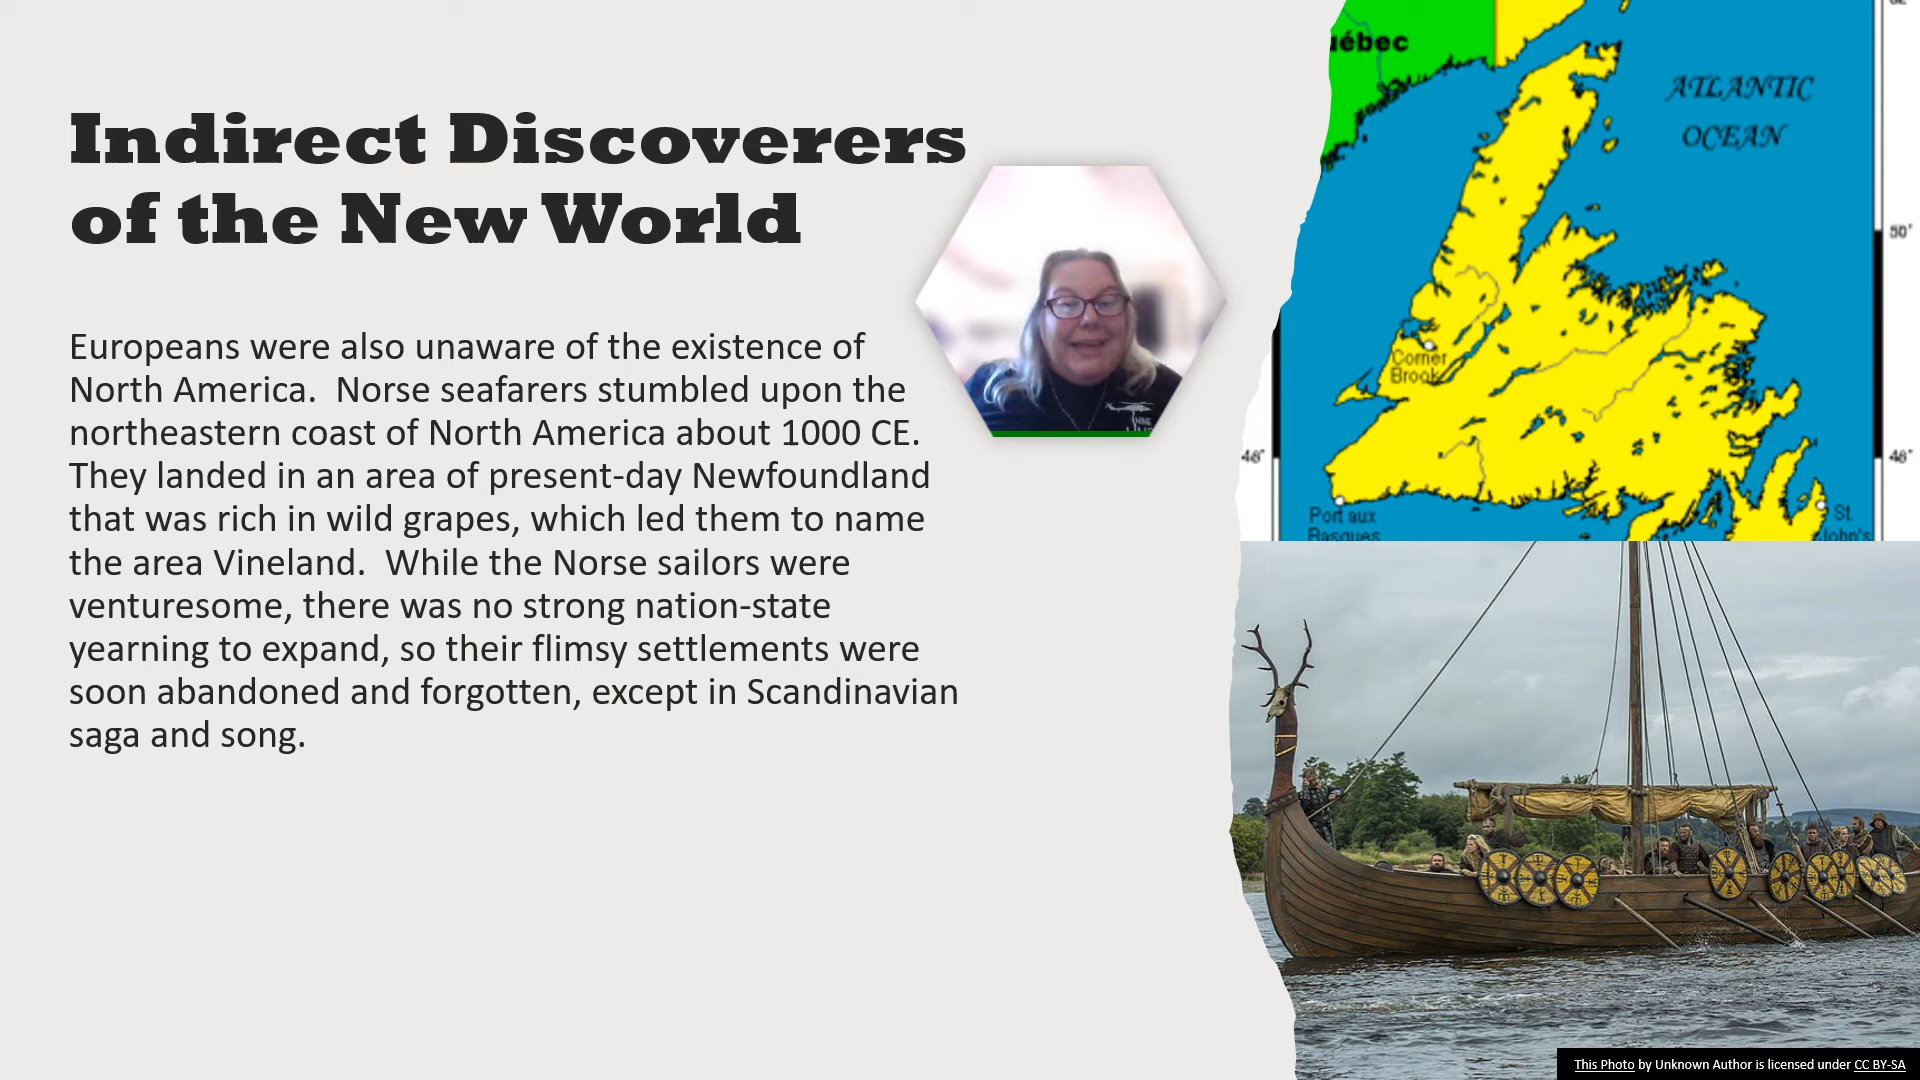 Indirect Discoverers
of the New World
Europeans were also unaware of the existence of
North America.  Norse seafarers stumbled upon the
northeastern coast of North America about 1000 CE.
They landed in an area of present-day Newfoundland
that was rich in wild grapes, which led them to name
the area Vineland.  While the Norse sailors were
venturesome, there was no strong nation-state
yearning to expand, so their flimsy settlements were
soon abandoned and forgotten, except in Scandinavian
saga and song.
uébec
ATLANTIC
OCEAN
50°
Corner
Brook
48°
48°
Port aux
Basques
St.
John's
This Photo by Unknown Author is licensed under CC BY-SA